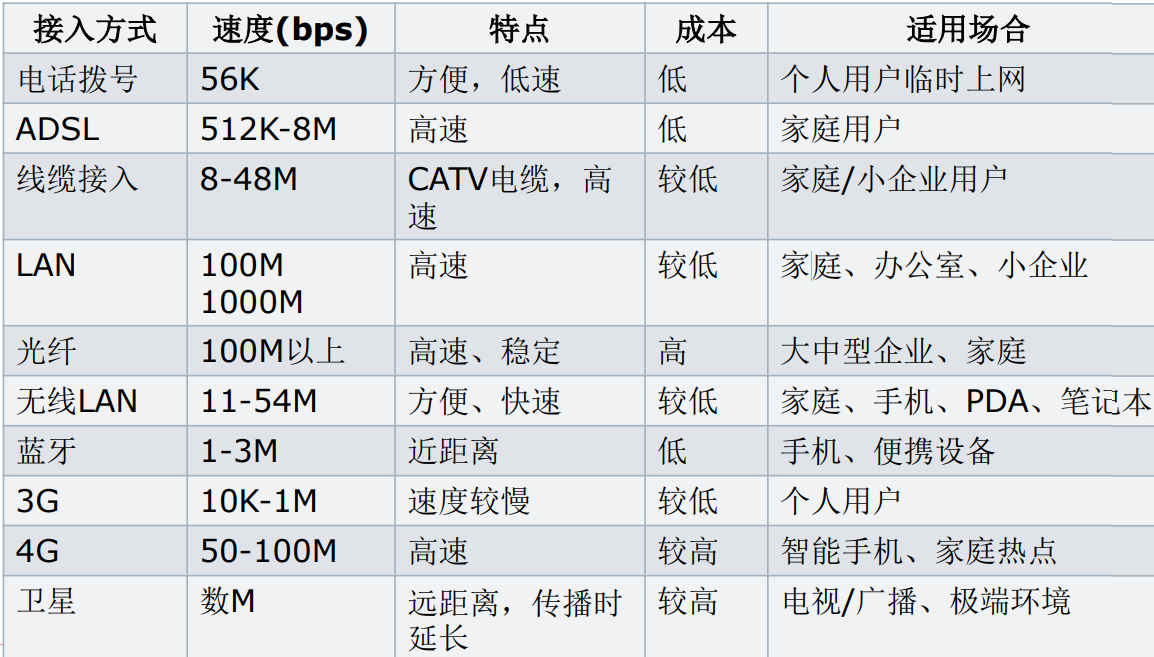 接入方式 速度(bps) 特点 成本 适用场合
电话拨号 56K 方便，低速 低 个人用户临时上网
ADSL 512K-8M 高速 低 家庭用户
线缆接入 8-48M CATV电缆，高 较低 家庭/小企业用户
速
LAN 100M 高速 较低 家庭、办公室、小企业
1000M
光纤 100M以上 高速、稳定 高 大中型企业、家庭
无线LAN 11-54M 方便、快速 较低 家庭、手机、PDA、笔记本
蓝牙 1-3M 近距离 低 手机、便携设备
3G 10K-1M 速度较慢 较低 个人用户
4G 50-100M 高速 较高 智能手机、家庭热点
卫星 数M 远距离，传播时 较高 电视/广播、极端环境
延长